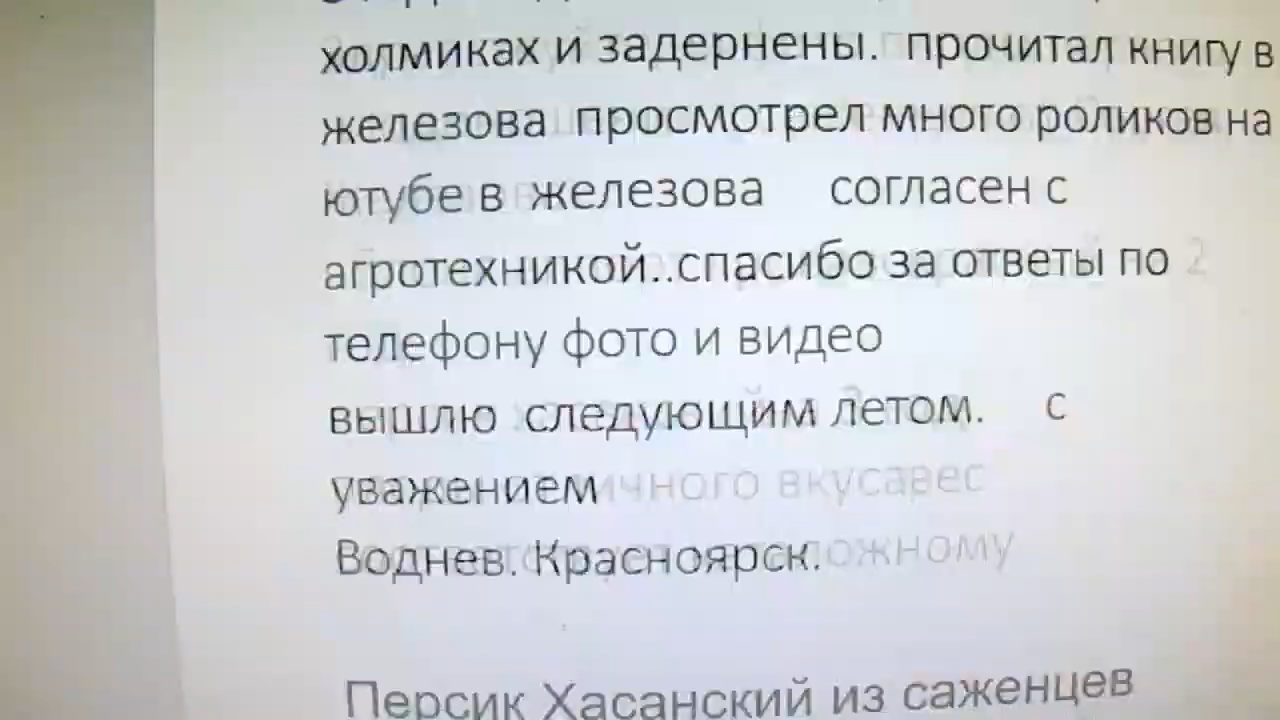 холмиках и задернены. прочитал книгу в
железова просмотрел много роликов на
ютубе в железова согласен с
агротехникой..спасибо за ответы по 2
телефону фото и видео
вышлю следующим летом. с
уважением
Воднев. Красноярск.
Персик Хасанский из саженцев